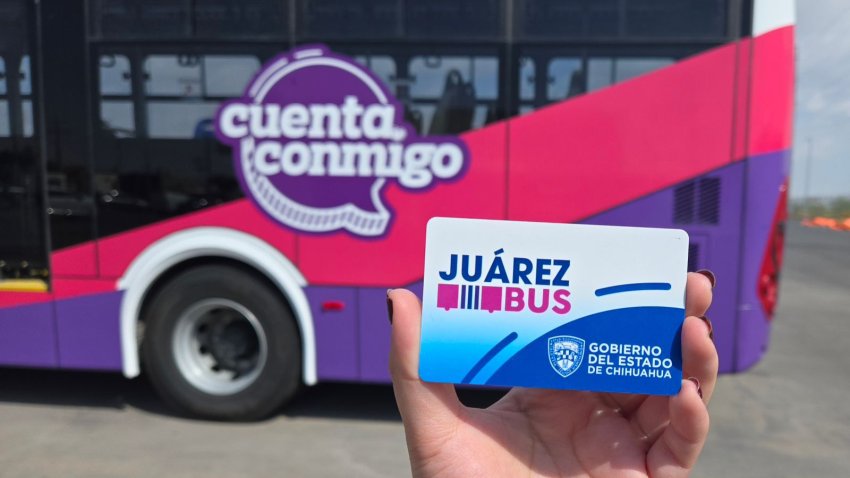 cuenta
conmigo
JUÁREZ
BUS
GOBIERNO
DEL ESTADO
DE CHIHUAHUA